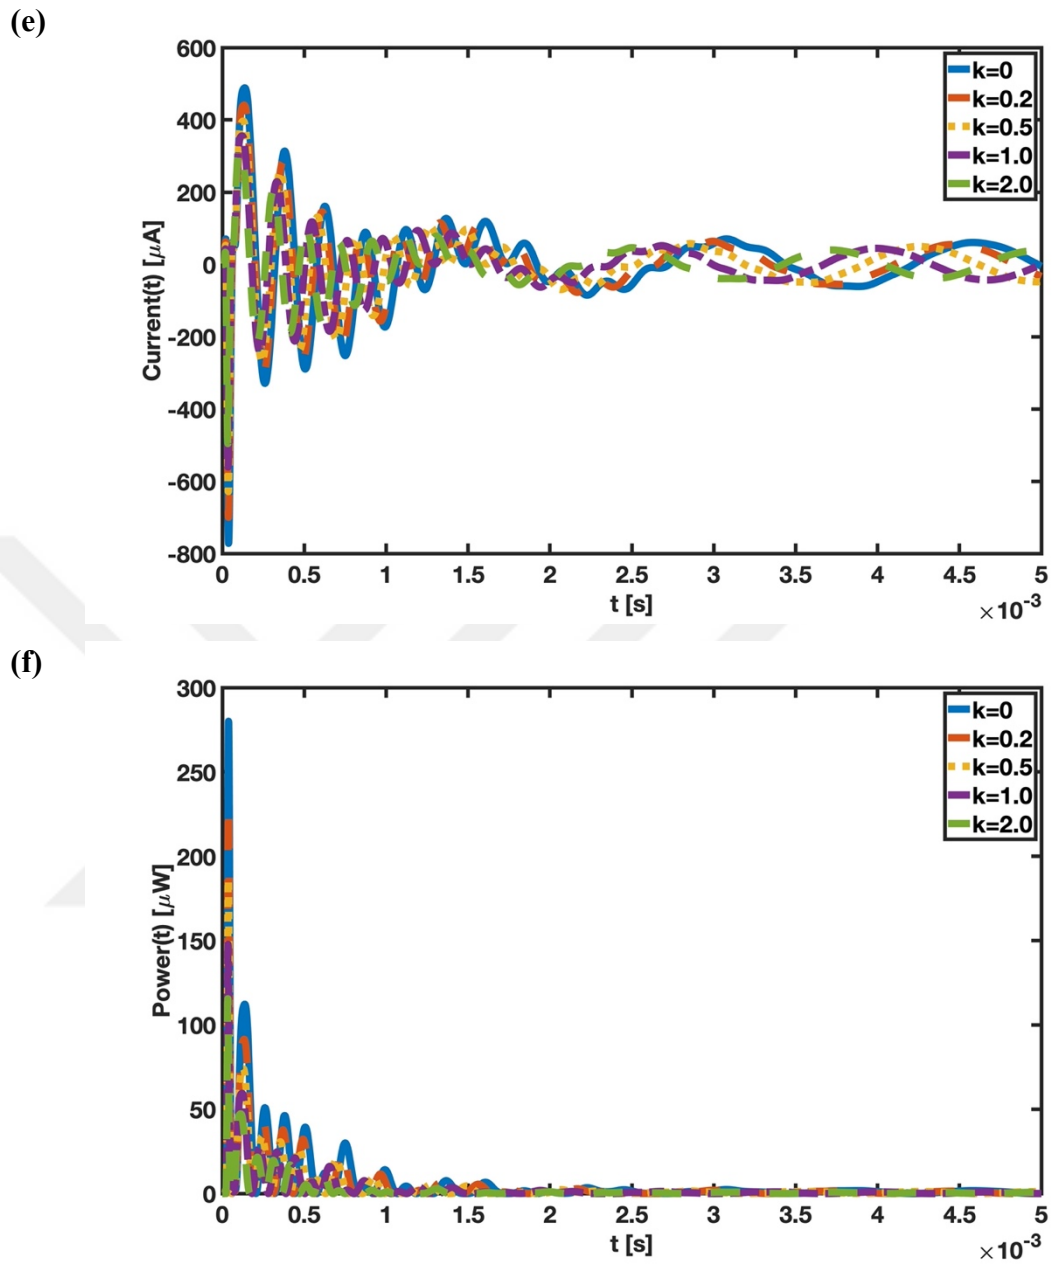 (e)
600
400
200
0
-200
-400
-600
-800
Current(t) [μA]
k=0
k=0.2
k=0.5
k=1.0
k=2.0
0 0.5 1 1.5 2 2.5 3 3.5 4 4.5 5
t [s]
×10⁻³
(f)
300
250
200
150
100
50
0
Power(t) [μW]
k=0
k=0.2
k=0.5
k=1.0
k=2.0
0 0.5 1 1.5 2 2.5 3 3.5 4 4.5 5
t [s]
×10⁻³